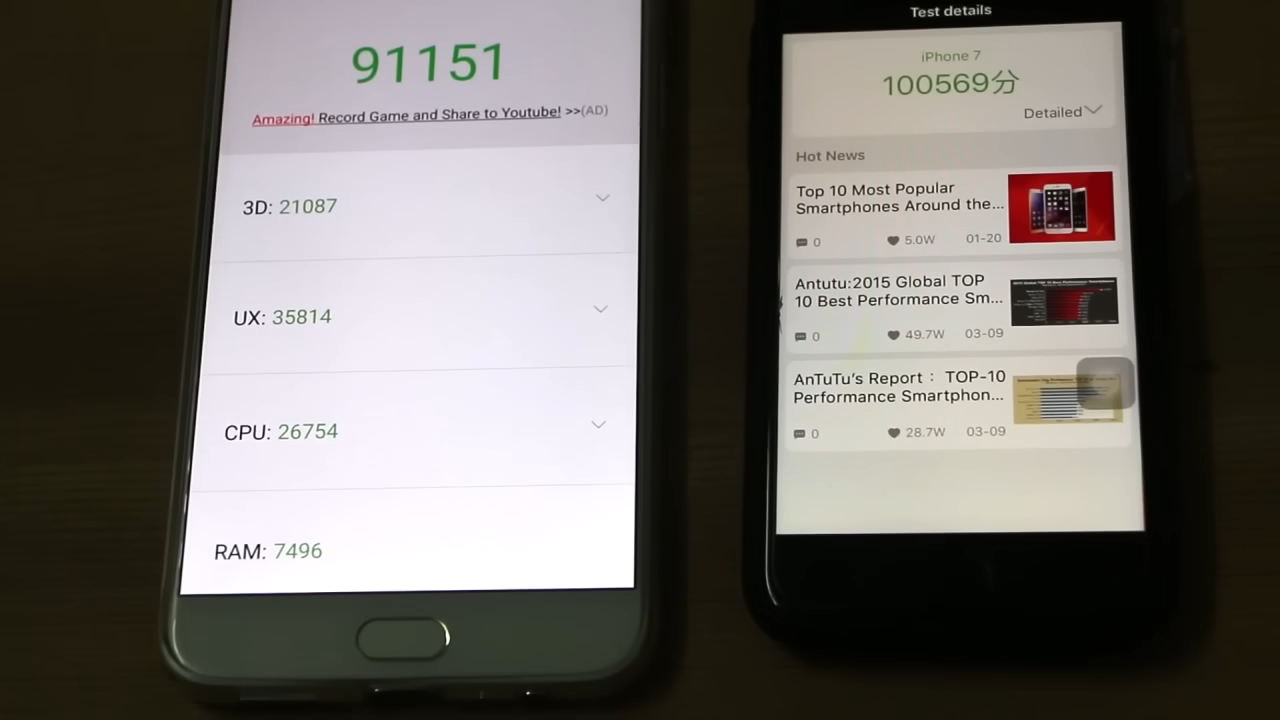 91151
Amazing! Record Game and Share to Youtube! >>(AD)
3D: 21087
UX: 35814
CPU: 26754
RAM: 7496
Test details
iPhone 7
100569分
Detailed
Hot News
Top 10 Most Popular
Smartphones Around the...
0 5.0W 01-20
Antutu:2015 Global TOP
10 Best Performance Sm...
0 49.7W 03-09
AnTuTu's Report： TOP-10
Performance Smartphon...
0 28.7W 03-09